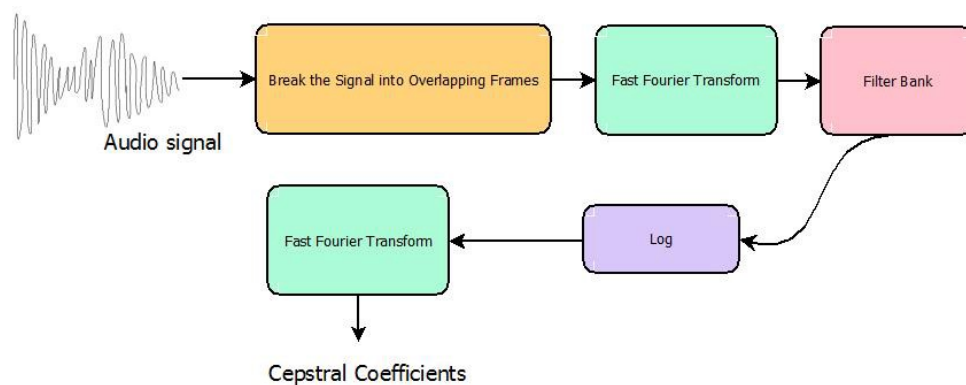 Audio signal
Break the Signal into Overlapping Frames
Fast Fourier Transform
Filter Bank
Log
Fast Fourier Transform
Cepstral Coefficients